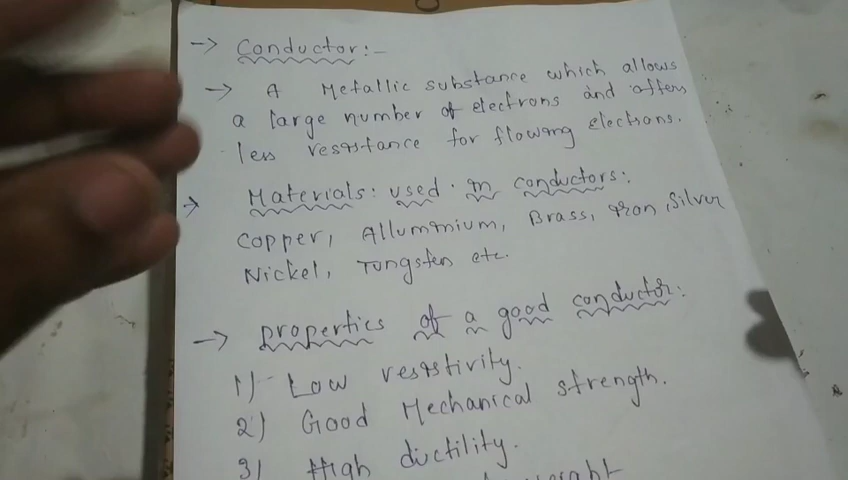 → Conductor:-
→ A Metallic substance which allows
a large number of electrons and offers
less resistance for flowing electrons.
→ Materials: used in conductors:
Copper, Alluminium, Brass, Iron, Silver
Nickel, Tungsten etc.
→ properties of a good conductor:
1) Low resistivity.
2) Good Mechanical strength.
3) High ductility.